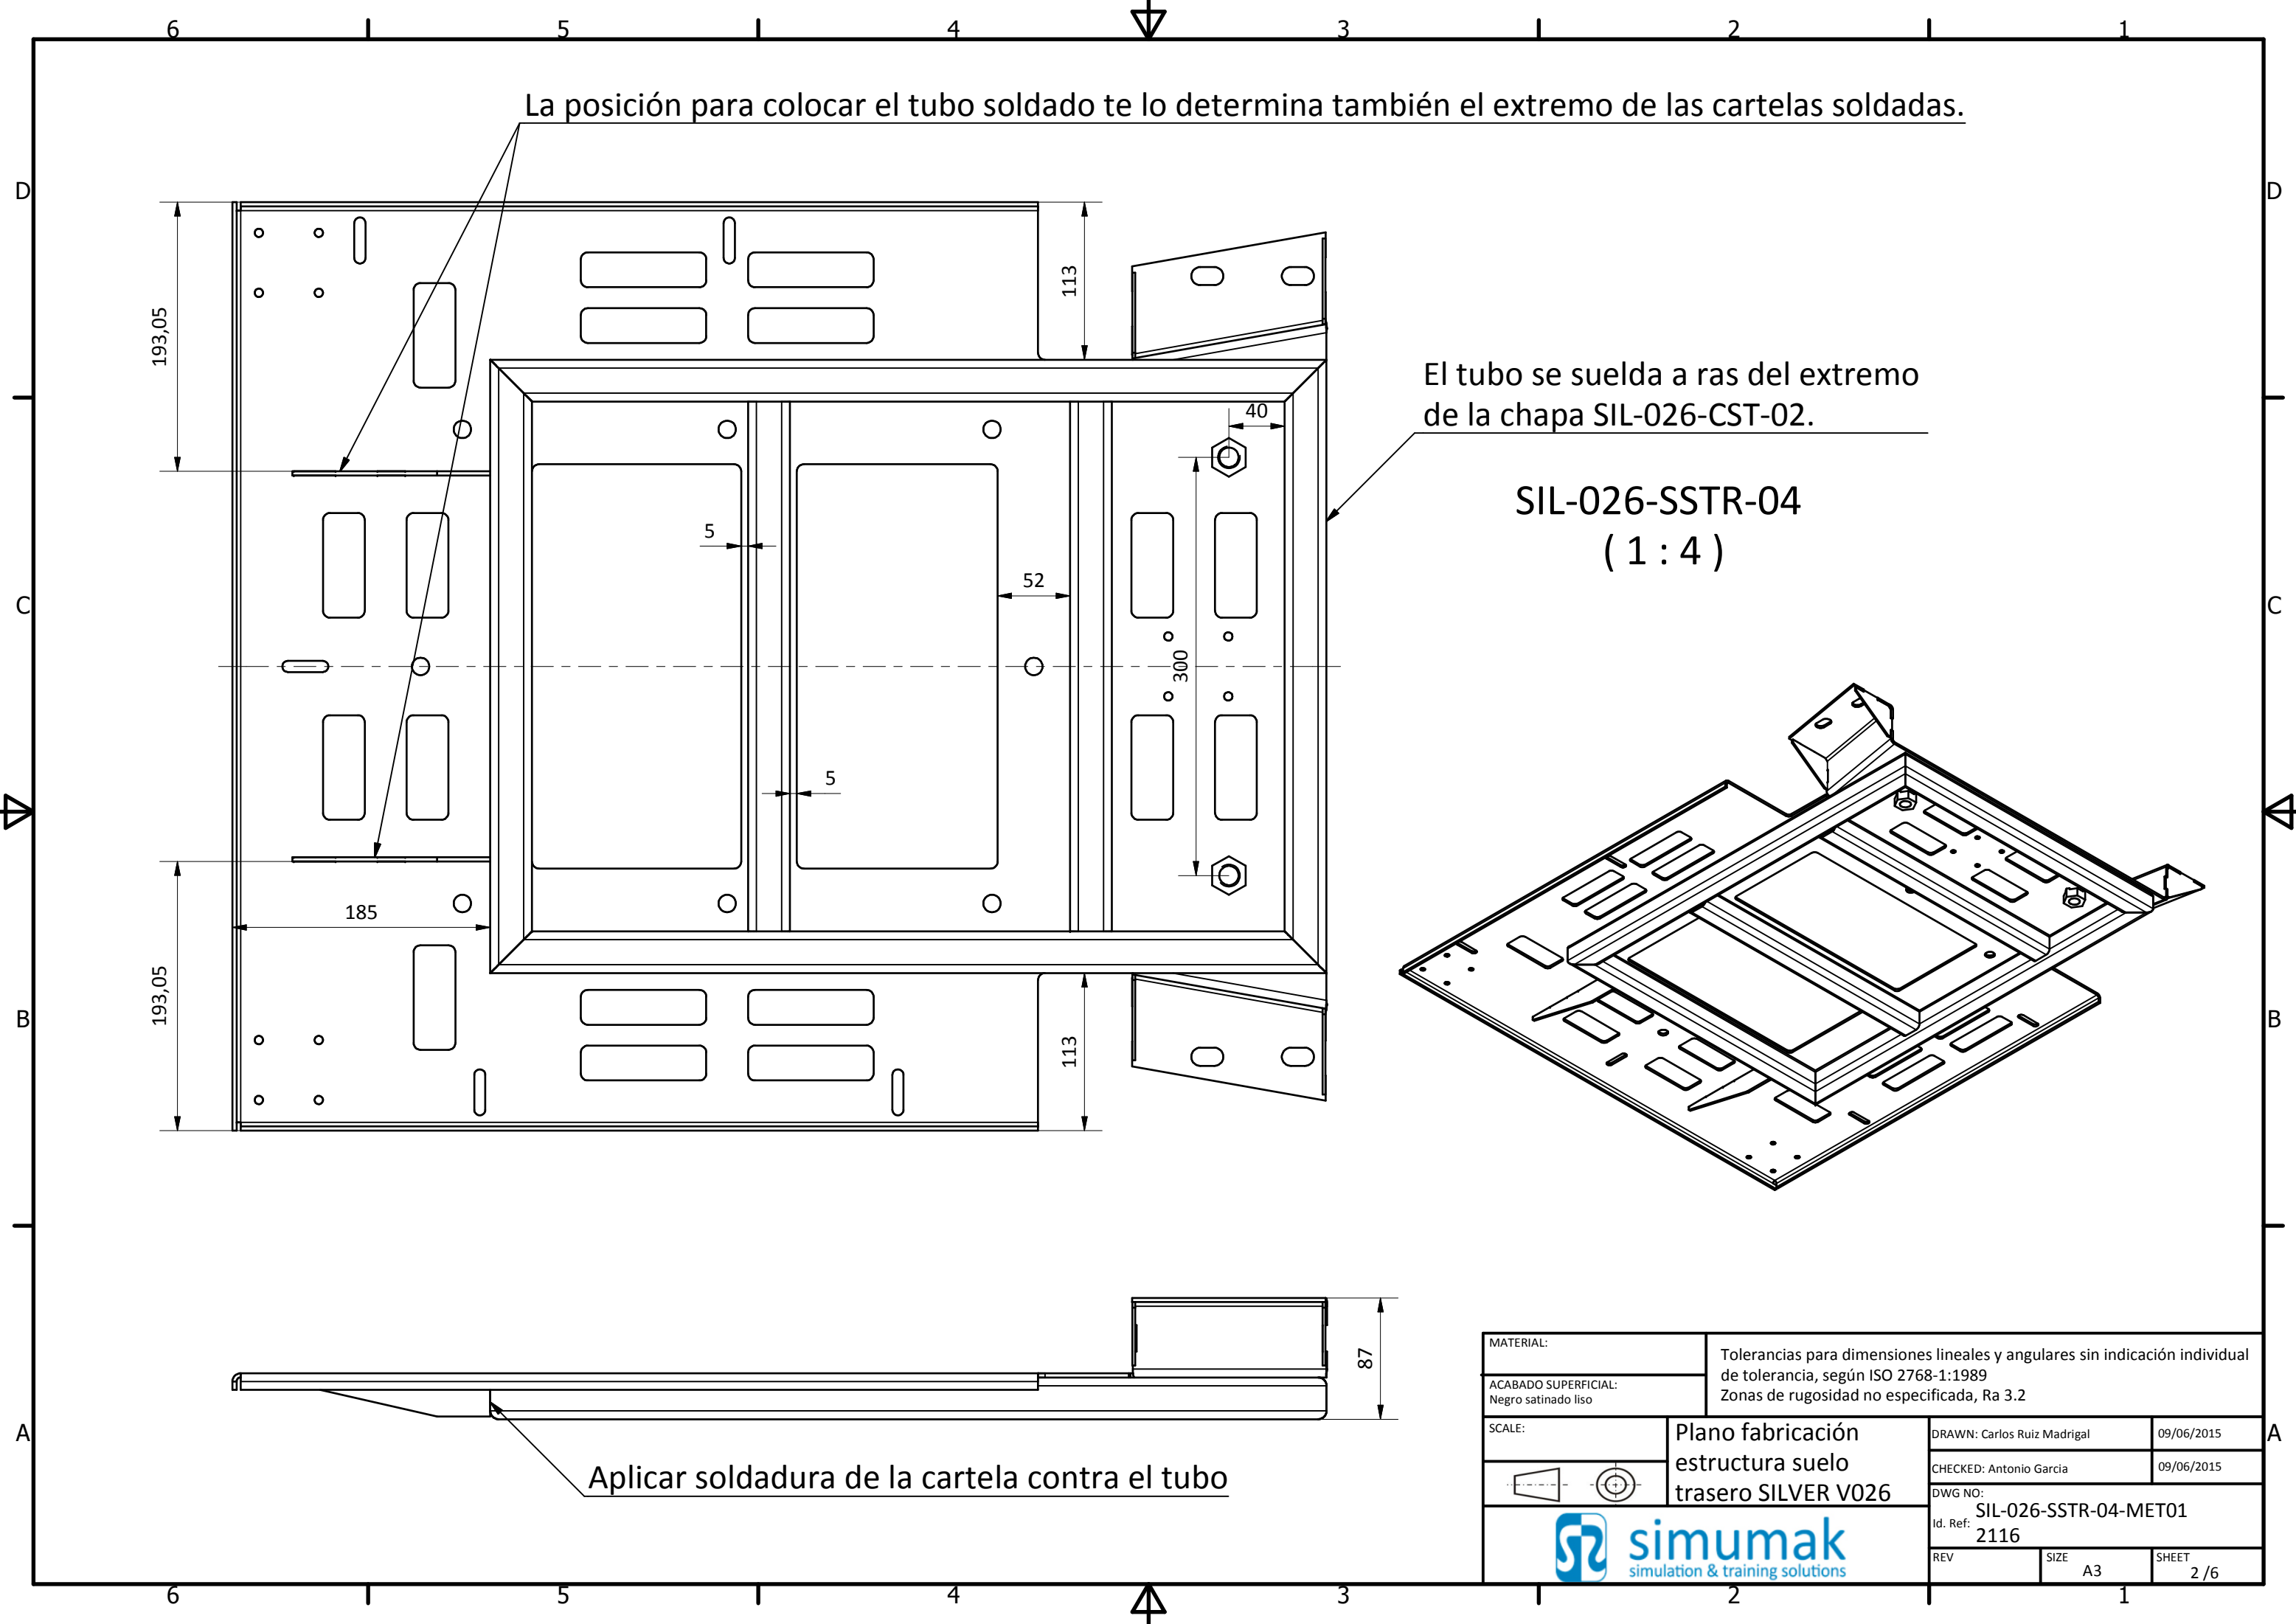 6 5 4 3 2 1
La posición para colocar el tubo soldado te lo determina también el extremo de las cartelas soldadas.
D D
193,05
113
El tubo se suelda a ras del extremo
de la chapa SIL-026-CST-02.
40
SIL-026-SSTR-04
( 1 : 4 )
5
52
C C
300
5
185
193,05
113
B B
87
Aplicar soldadura de la cartela contra el tubo
A A
MATERIAL:
Tolerancias para dimensiones lineales y angulares sin indicación individual
de tolerancia, según ISO 2768-1:1989
Zonas de rugosidad no especificada, Ra 3.2
ACABADO SUPERFICIAL:
Negro satinado liso
SCALE:
Plano fabricación
estructura suelo
trasero SILVER V026
DRAWN: Carlos Ruiz Madrigal 09/06/2015
CHECKED: Antonio Garcia 09/06/2015
DWG NO:
SIL-026-SSTR-04-MET01
Id. Ref: 2116
simumak
simulation & training solutions
REV
SIZE
A3
SHEET
2 /6
6 5 4 3 2 1